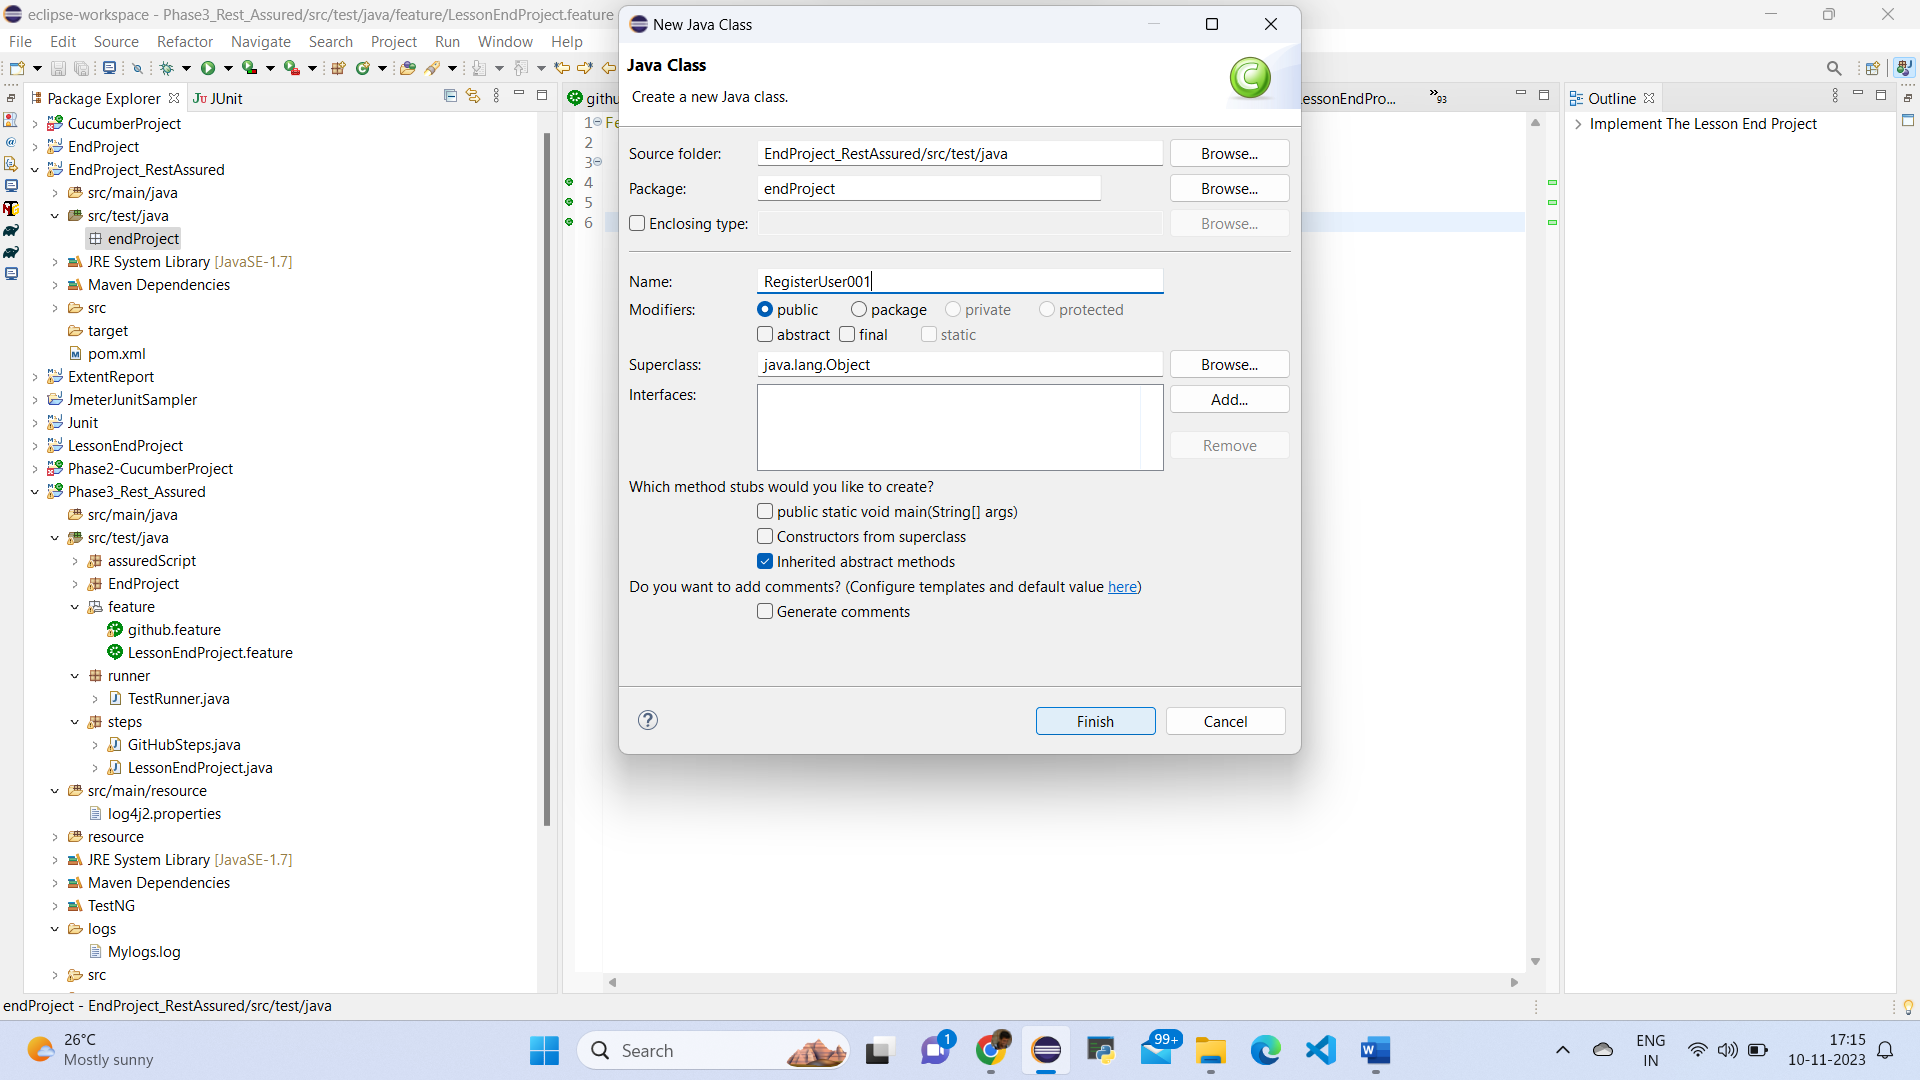 eclipse-workspace - Phase3_Rest_Assured/src/test/java/feature/LessonEndProject.feature
File Edit Source Refactor Navigate Search Project Run Window Help
Package Explorer
JUnit
CucumberProject
EndProject
EndProject_RestAssured
src/main/java
src/test/java
endProject
JRE System Library [JavaSE-1.7]
Maven Dependencies
src
target
pom.xml
ExtentReport
JmeterJunitSampler
Junit
LessonEndProject
Phase2-CucumberProject
Phase3_Rest_Assured
src/main/java
src/test/java
assuredScript
EndProject
feature
github.feature
LessonEndProject.feature
runner
TestRunner.java
steps
GitHubSteps.java
LessonEndProject.java
src/main/resource
log4j2.properties
resource
JRE System Library [JavaSE-1.7]
Maven Dependencies
TestNG
logs
Mylogs.log
src
githu
1 Fe
2
3
4
5
6
New Java Class
Java Class
Create a new Java class.
Source folder: EndProject_RestAssured/src/test/java Browse...
Package: endProject Browse...
Enclosing type: Browse...
Name: RegisterUser001
Modifiers: public package private protected
abstract final static
Superclass: java.lang.Object Browse...
Interfaces: Add...
Remove
Which method stubs would you like to create?
public static void main(String[] args)
Constructors from superclass
Inherited abstract methods
Do you want to add comments? (Configure templates and default value here)
Generate comments
Finish Cancel
essonEndPro... »93
Outline
Implement The Lesson End Project
endProject - EndProject_RestAssured/src/test/java
26°C
Mostly sunny
Search
1
99+
ENG
IN
17:15
10-11-2023